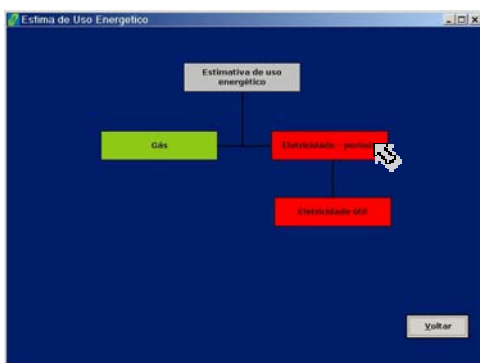 Estima de Uso Energetico
Estimativa de uso
energético
Gás
Eletricidade
Eletricidade útil
Voltar